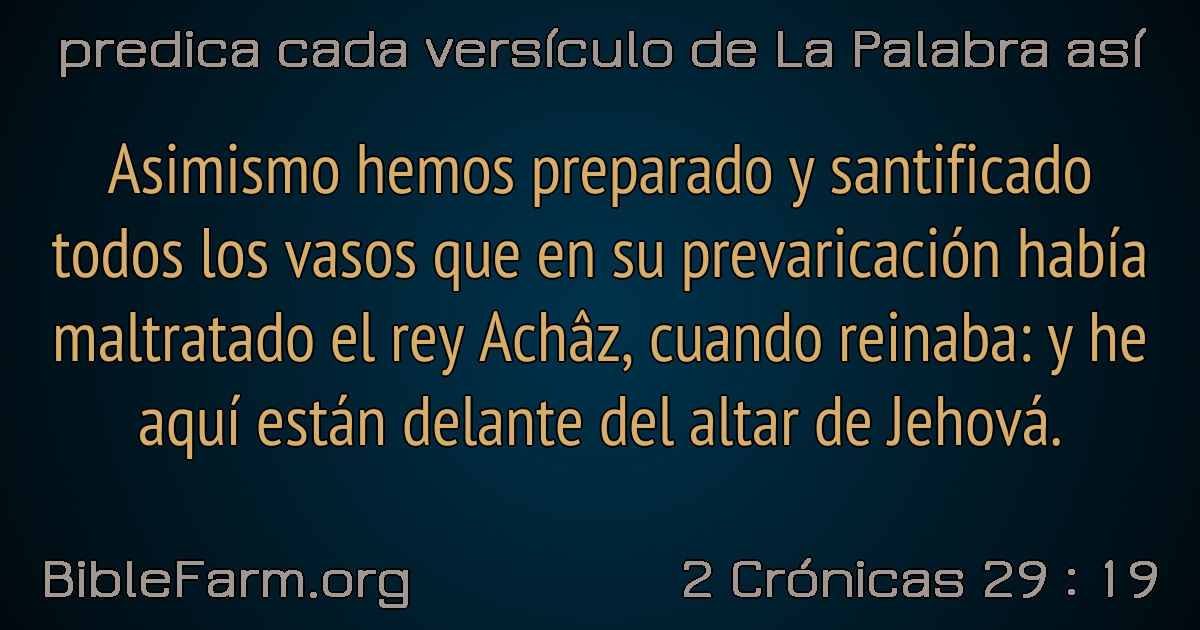 predica cada versículo de La Palabra así
Asimismo hemos preparado y santificado
todos los vasos que en su prevaricación había
maltratado el rey Achâz, cuando reinaba: y he
aquí están delante del altar de Jehová.
BibleFarm.org
2 Crónicas 29 : 19